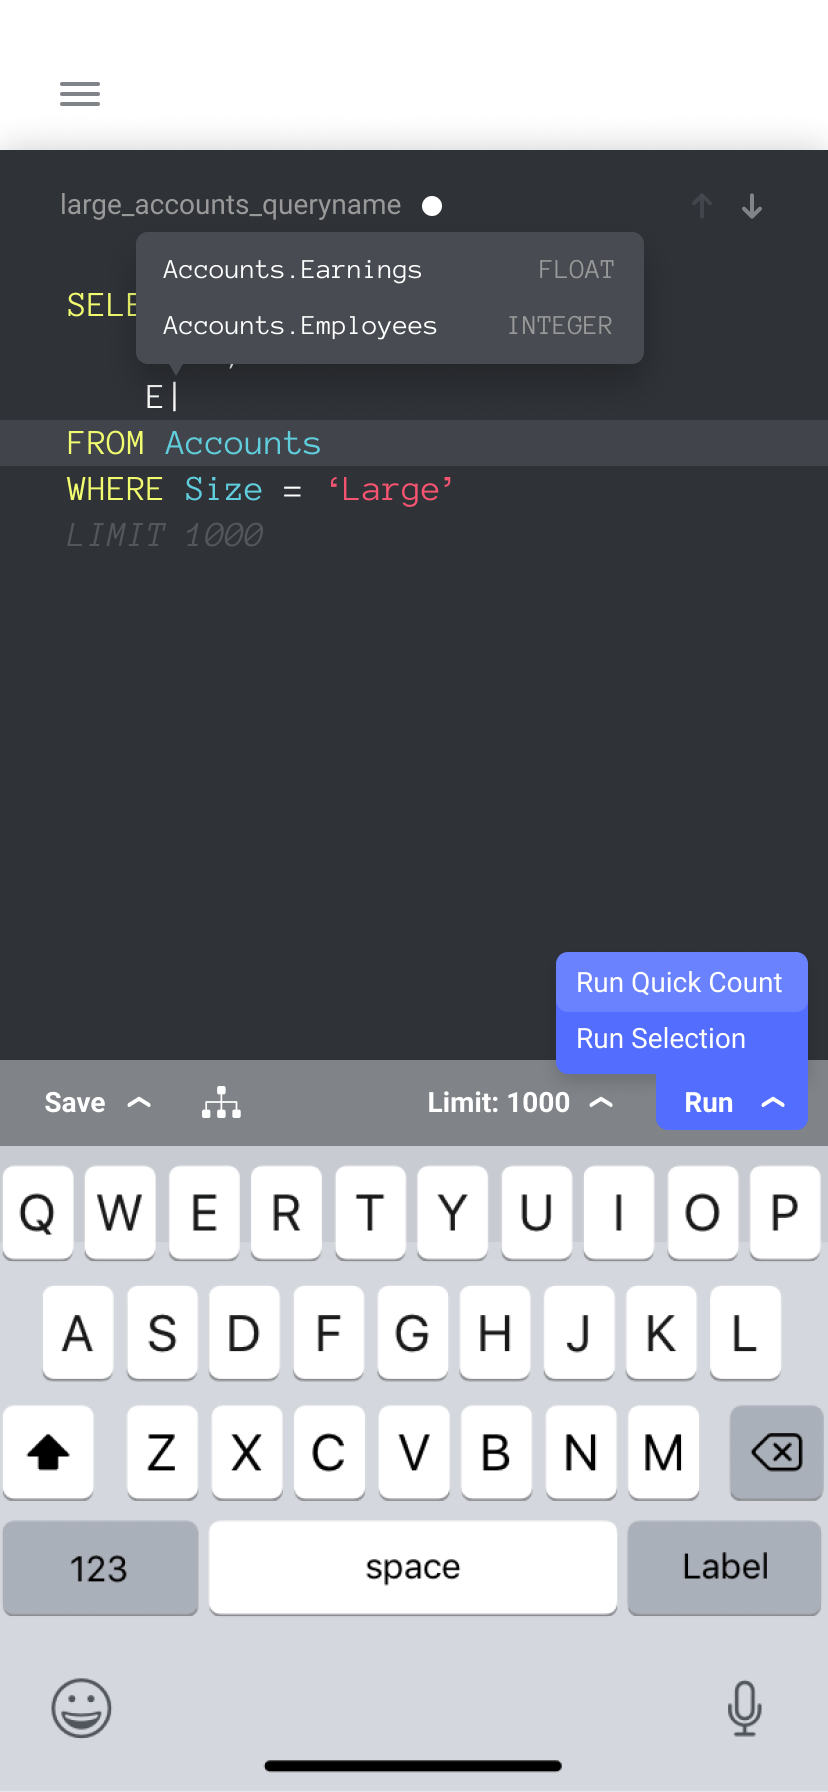 large_accounts_queryname
Accounts.Earnings FLOAT
SELE
Accounts.Employees INTEGER
E
FROM Accounts
WHERE Size = ‘Large’
LIMIT 1000
Run Quick Count
Run Selection
Save Limit: 1000 Run
Q W E R T Y U I O P
A S D F G H J K L
Z X C V B N M
123 space Label